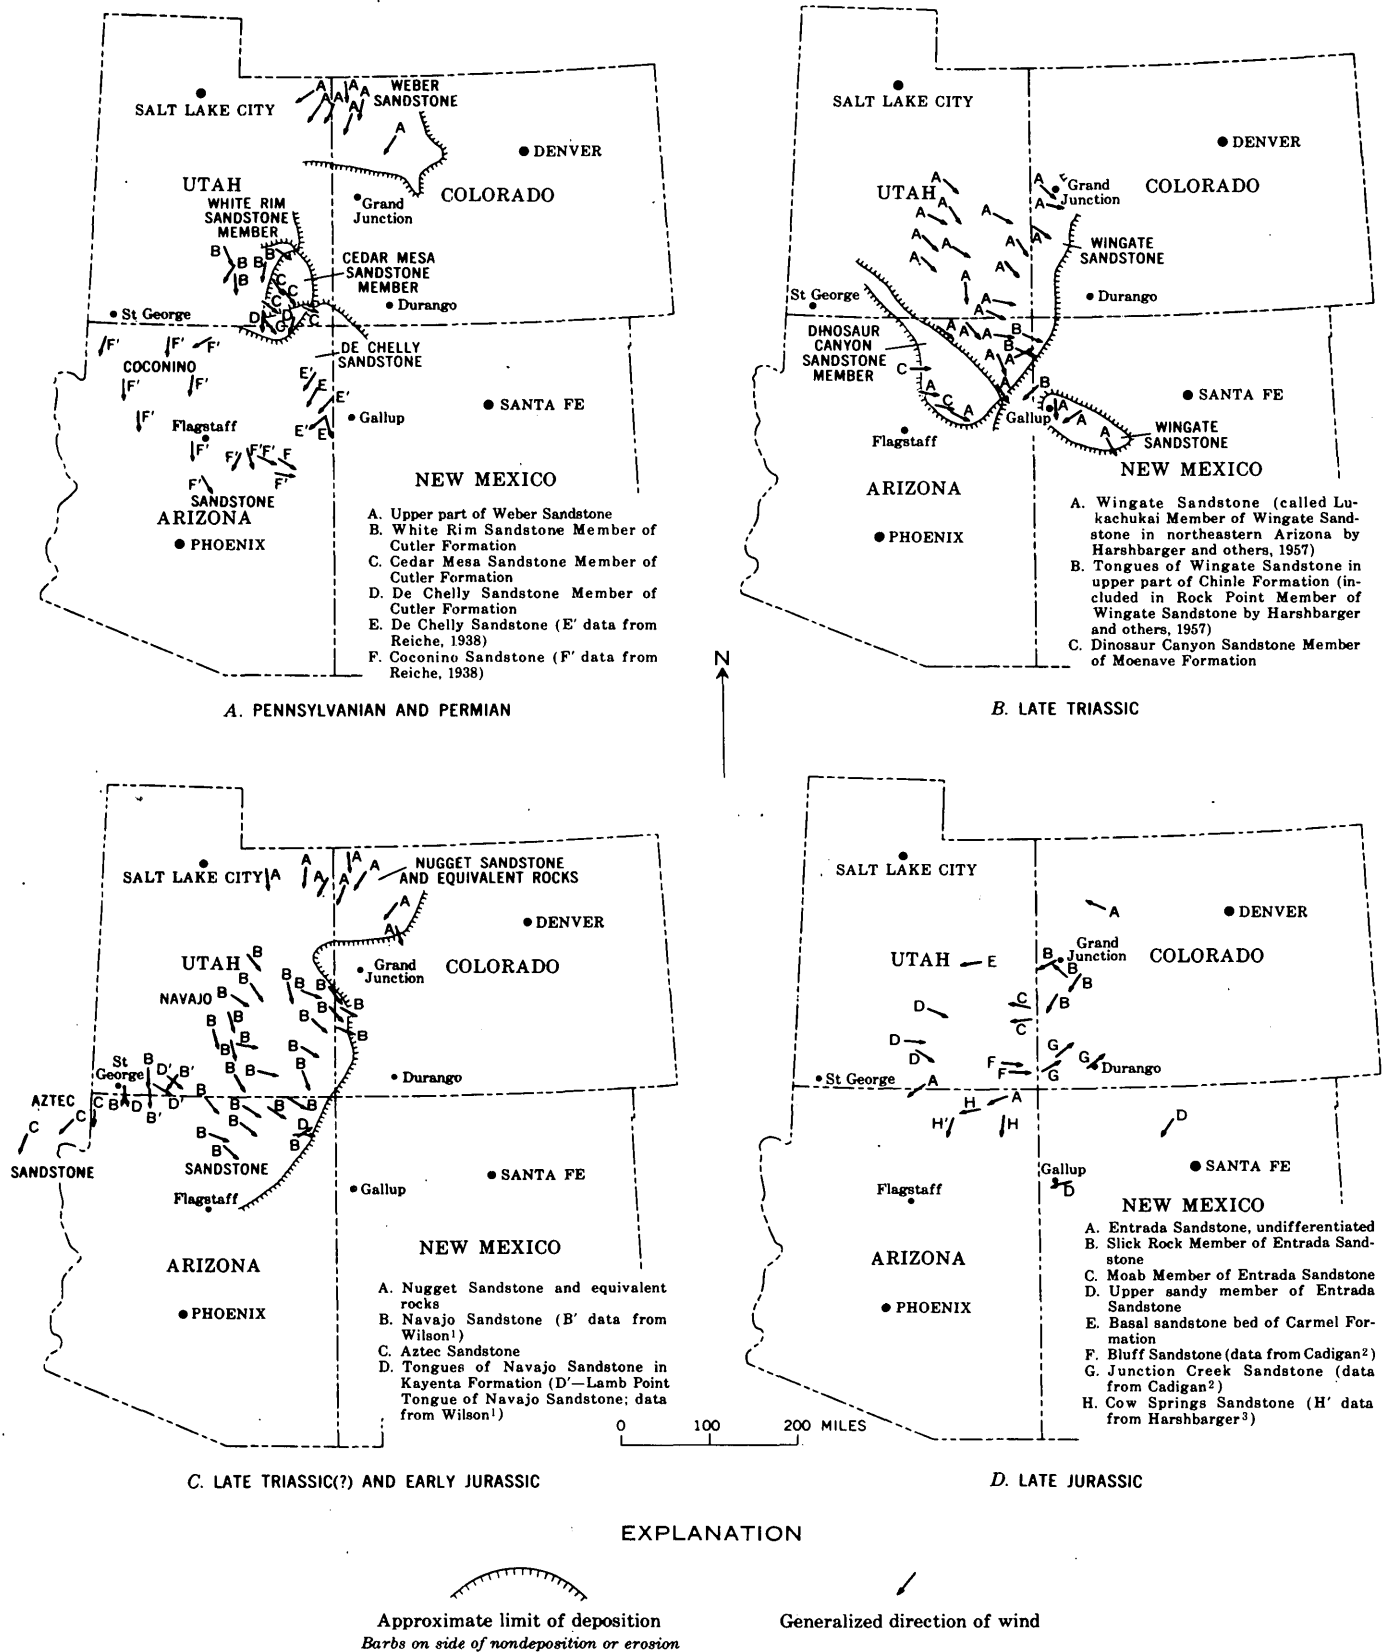 WEBER
SANDSTONE
SALT LAKE CITY
DENVER
UTAH
COLORADO
WHITE RIM
SANDSTONE
MEMBER
Grand
Junction
CEDAR MESA
SANDSTONE
MEMBER
Durango
St George
DE CHELLY
SANDSTONE
COCONINO
SANTA FE
Gallup
Flagstaff
NEW MEXICO
SANDSTONE
ARIZONA
PHOENIX
A. Upper part of Weber Sandstone
B. White Rim Sandstone Member of
Cutler Formation
C. Cedar Mesa Sandstone Member of
Cutler Formation
D. De Chelly Sandstone Member of
Cutler Formation
E. De Chelly Sandstone (E′ data from
Reiche, 1938)
F. Coconino Sandstone (F′ data from
Reiche, 1938)
A. PENNSYLVANIAN AND PERMIAN
SALT LAKE CITY
DENVER
UTAH
Grand
Junction
COLORADO
WINGATE
SANDSTONE
St George
Durango
DINOSAUR
CANYON
SANDSTONE
MEMBER
SANTA FE
Gallup
Flagstaff
WINGATE
SANDSTONE
NEW MEXICO
ARIZONA
PHOENIX
A. Wingate Sandstone (called Lu-
kachukai Member of Wingate Sand-
stone in northeastern Arizona by
Harshbarger and others, 1957)
B. Tongues of Wingate Sandstone in
upper part of Chinle Formation (in-
cluded in Rock Point Member of
Wingate Sandstone by Harshbarger
and others, 1957)
C. Dinosaur Canyon Sandstone Member
of Moenave Formation
B. LATE TRIASSIC
N
SALT LAKE CITY
NUGGET SANDSTONE
AND EQUIVALENT ROCKS
DENVER
UTAH
Grand
Junction
COLORADO
NAVAJO
St
George
Durango
AZTEC
SANDSTONE
SANDSTONE
SANTA FE
Flagstaff
Gallup
NEW MEXICO
ARIZONA
PHOENIX
A. Nugget Sandstone and equivalent
rocks
B. Navajo Sandstone (B′ data from
Wilson¹)
C. Aztec Sandstone
D. Tongues of Navajo Sandstone in
Kayenta Formation (D′—Lamb Point
Tongue of Navajo Sandstone; data
from Wilson¹)
C. LATE TRIASSIC(?) AND EARLY JURASSIC
0 100 200 MILES
SALT LAKE CITY
DENVER
UTAH
Grand
Junction
COLORADO
St George
Durango
Gallup
SANTA FE
Flagstaff
NEW MEXICO
ARIZONA
PHOENIX
A. Entrada Sandstone, undifferentiated
B. Slick Rock Member of Entrada Sand-
stone
C. Moab Member of Entrada Sandstone
D. Upper sandy member of Entrada
Sandstone
E. Basal sandstone bed of Carmel For-
mation
F. Bluff Sandstone (data from Cadigan²)
G. Junction Creek Sandstone (data
from Cadigan²)
H. Cow Springs Sandstone (H′ data
from Harshbarger³)
D. LATE JURASSIC
EXPLANATION
Approximate limit of deposition
Barbs on side of nondeposition or erosion
Generalized direction of wind